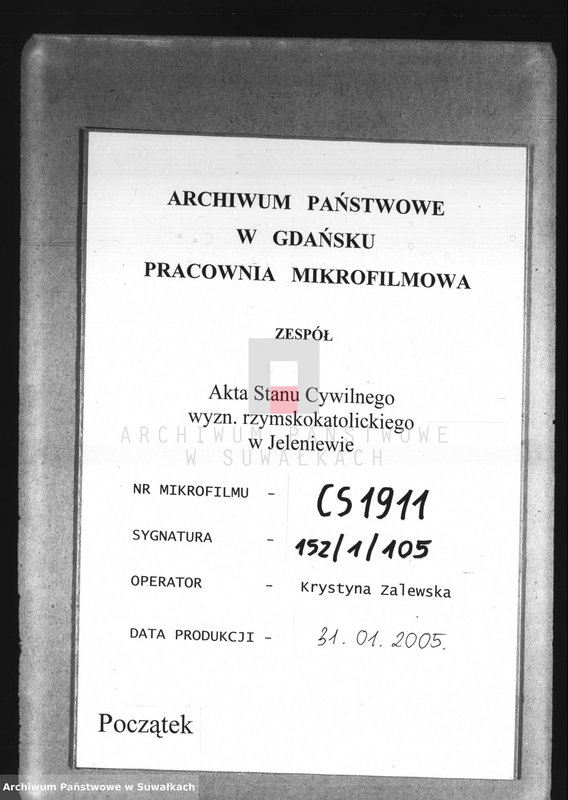 ARCHIWUM PAŃSTWOWE
W GDAŃSKU
PRACOWNIA MIKROFILMOWA
ZESPÓŁ
Akta Stanu Cywilnego
wyzn. rzymskokatolickiego
w Jeleniewie
ARCHIWUM PAŃSTWOWE
W SUWAŁKACH
NR MIKROFILMU - CS1911
SYGNATURA - 152/1/105
OPERATOR - Krystyna Zalewska
DATA PRODUKCJI - 31.01.2005.
Początek
Archiwum Państwowe w Suwałkach